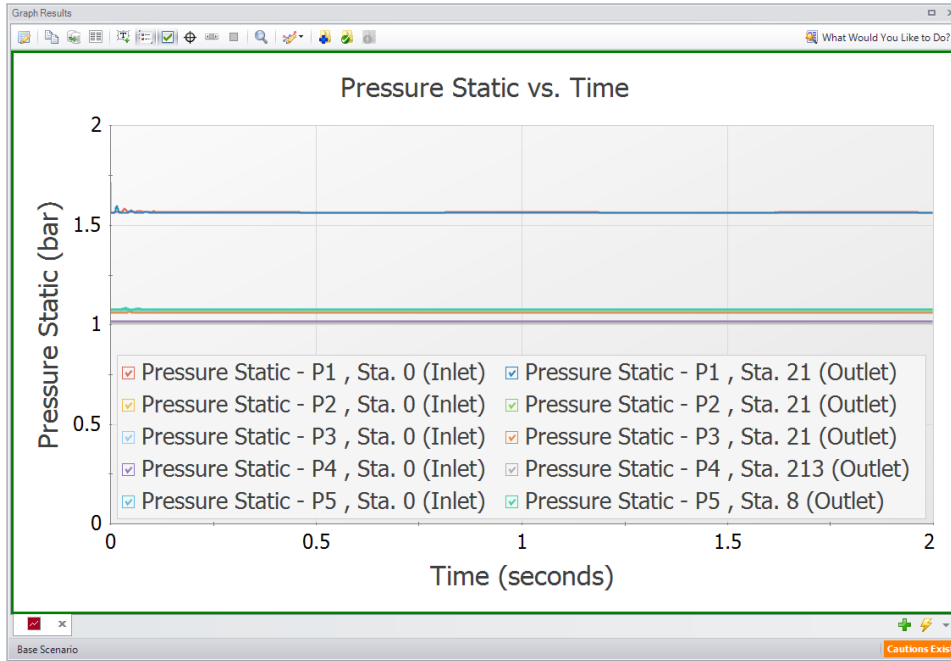 Graph Results
What Would You Like to Do?
Pressure Static vs. Time
Pressure Static (bar)
2
1.5
1
0.5
0
Pressure Static - P1 , Sta. 0 (Inlet) Pressure Static - P1 , Sta. 21 (Outlet)
Pressure Static - P2 , Sta. 0 (Inlet) Pressure Static - P2 , Sta. 21 (Outlet)
Pressure Static - P3 , Sta. 0 (Inlet) Pressure Static - P3 , Sta. 21 (Outlet)
Pressure Static - P4 , Sta. 0 (Inlet) Pressure Static - P4 , Sta. 213 (Outlet)
Pressure Static - P5 , Sta. 0 (Inlet) Pressure Static - P5 , Sta. 8 (Outlet)
0 0.5 1 1.5 2
Time (seconds)
Base Scenario
Cautions Exis